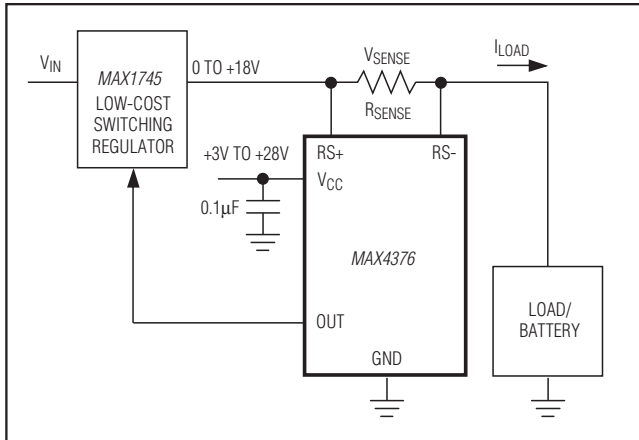 V_IN
MAX1745
LOW-COST
SWITCHING
REGULATOR
0 TO +18V
V_SENSE
R_SENSE
I_LOAD
+3V TO +28V
RS+
RS-
V_CC
0.1μF
MAX4376
OUT
GND
LOAD/
BATTERY